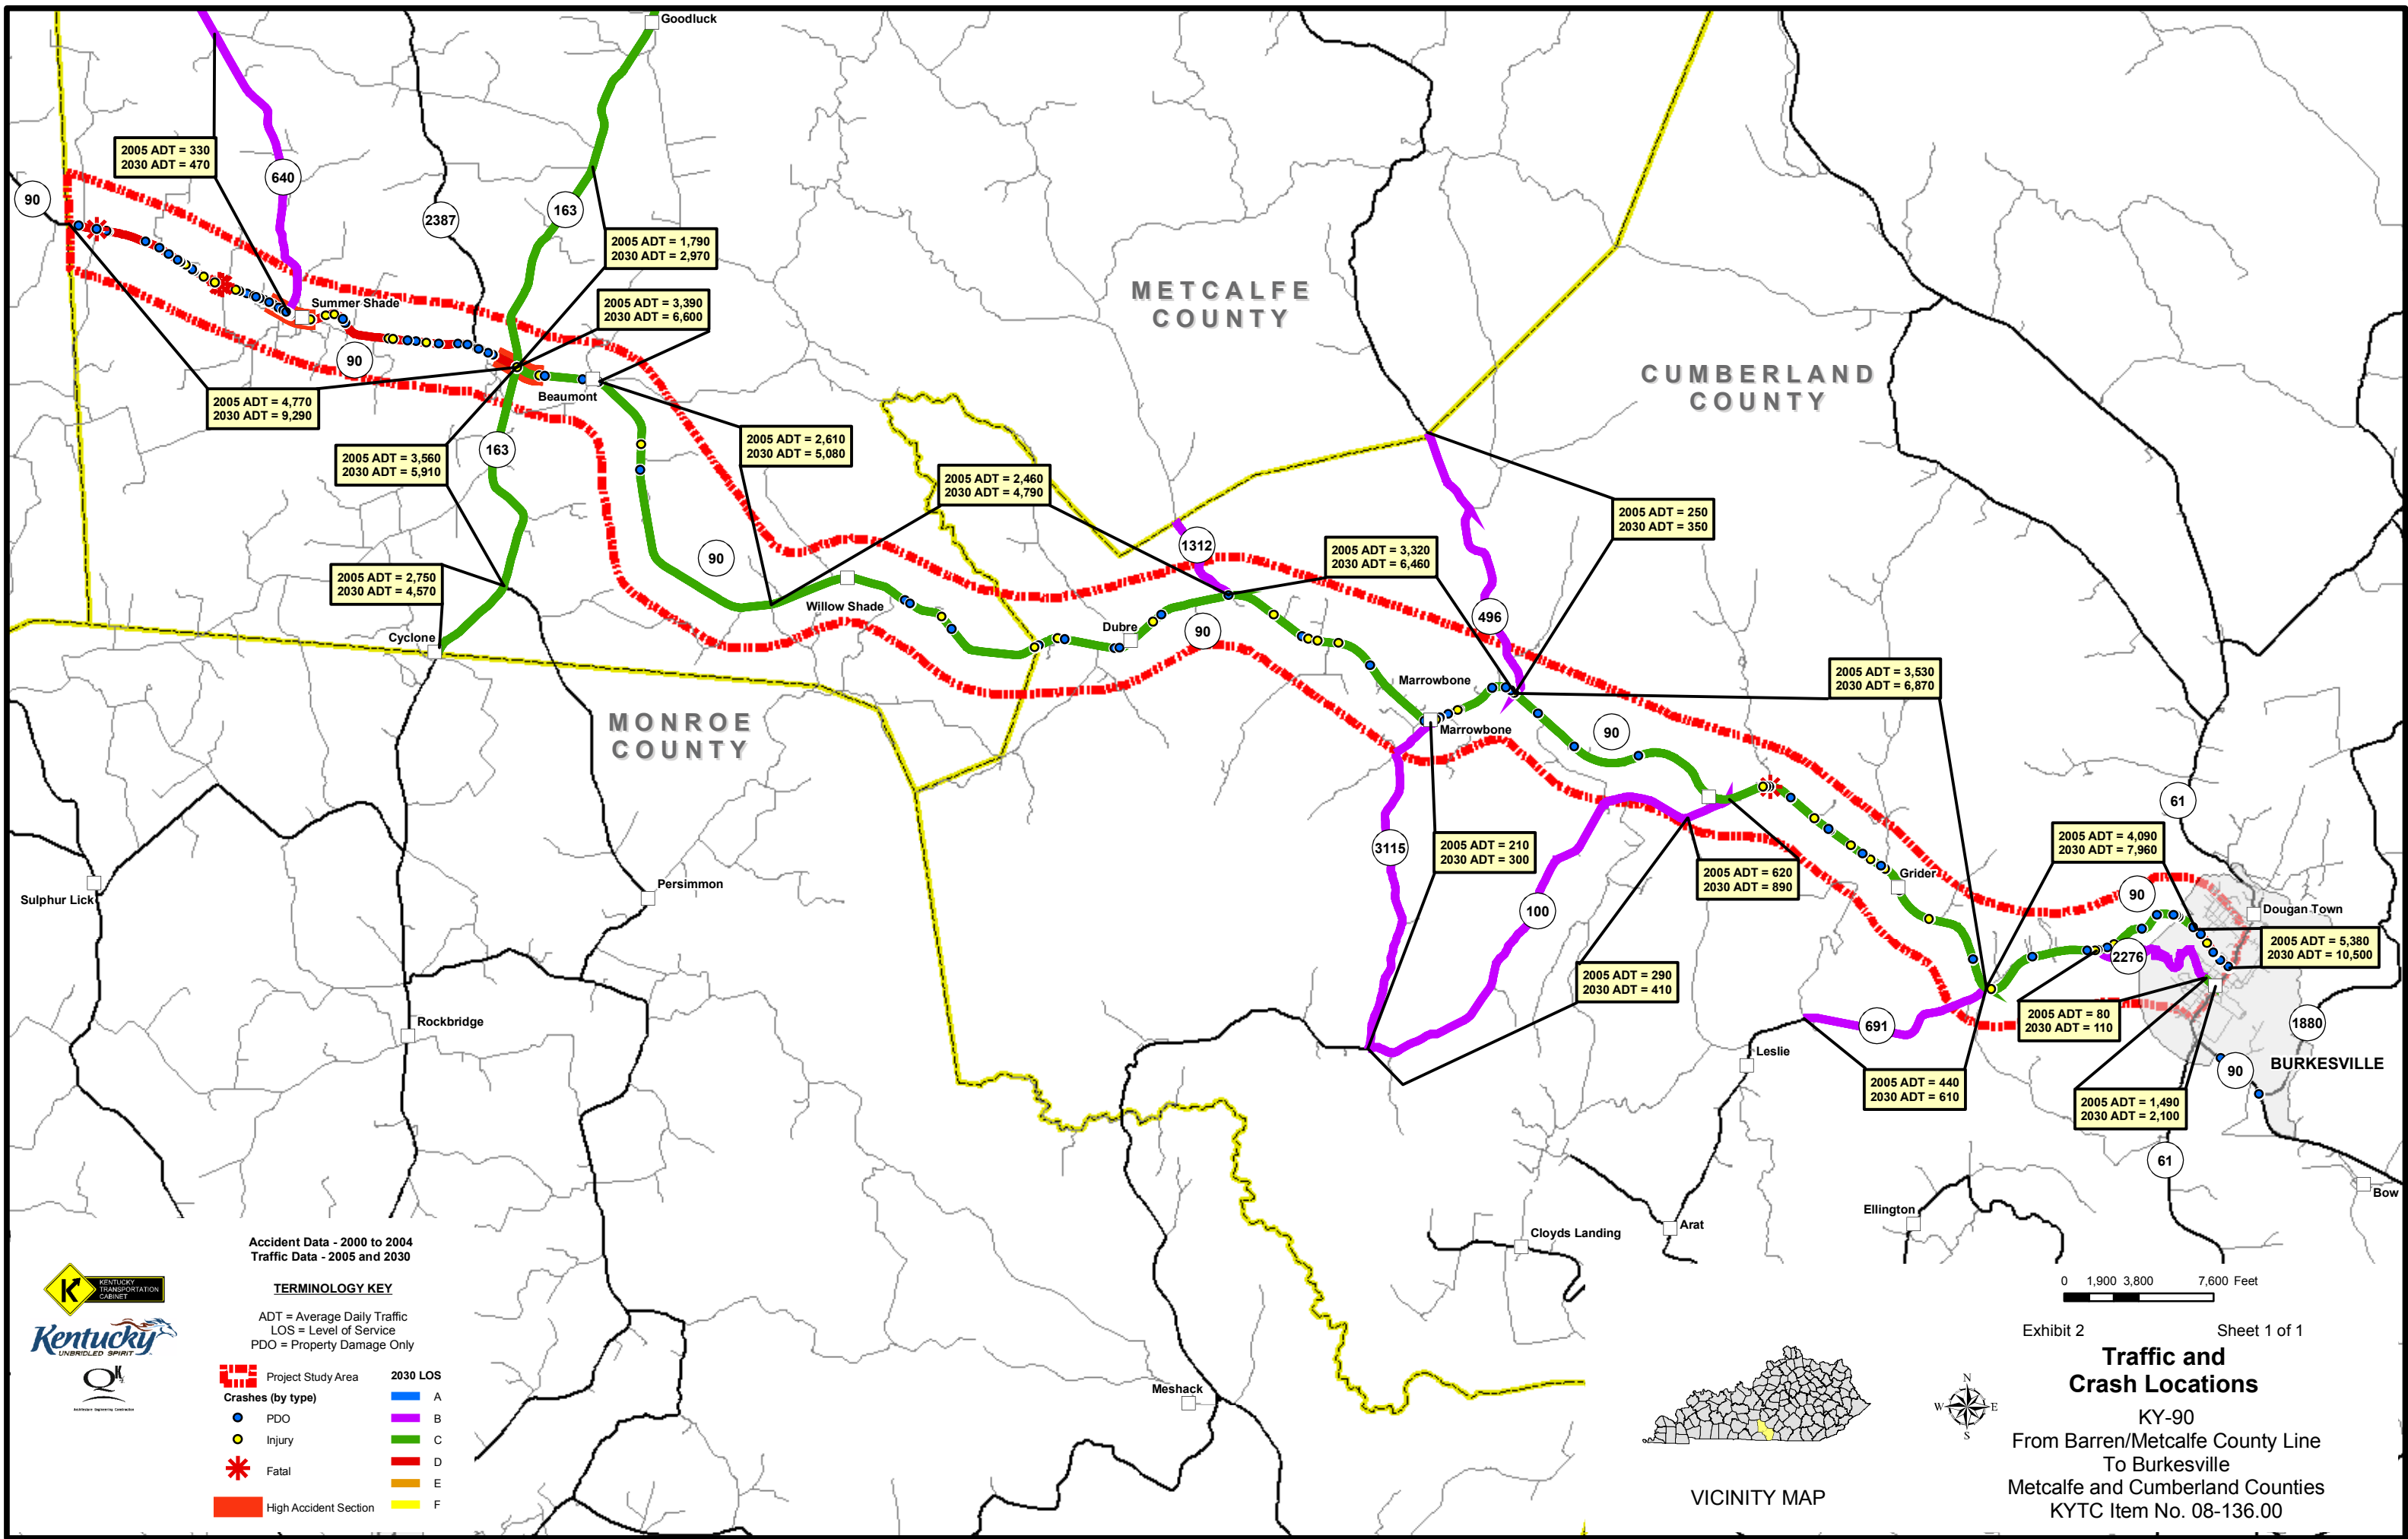 Goodluck
2005 ADT = 330
2030 ADT = 470
640
90
2387
163
2005 ADT = 1,790
2030 ADT = 2,970
METCALFE
COUNTY
2005 ADT = 3,390
2030 ADT = 6,600
Summer Shade
90
CUMBERLAND
COUNTY
Beaumont
2005 ADT = 4,770
2030 ADT = 9,290
163
2005 ADT = 3,560
2030 ADT = 5,910
2005 ADT = 2,610
2030 ADT = 5,080
2005 ADT = 2,460
2030 ADT = 4,790
2005 ADT = 250
2030 ADT = 350
90
1312
2005 ADT = 3,320
2030 ADT = 6,460
2005 ADT = 2,750
2030 ADT = 4,570
Willow Shade
Cyclone
Dubre
90
496
Marrowbone
2005 ADT = 3,530
2030 ADT = 6,870
MONROE
COUNTY
Marrowbone
90
61
3115
2005 ADT = 210
2030 ADT = 300
2005 ADT = 620
2030 ADT = 890
2005 ADT = 4,090
2030 ADT = 7,960
Grider
Sulphur Lick
Persimmon
100
90
Dougan Town
2005 ADT = 5,380
2030 ADT = 10,500
2276
2005 ADT = 290
2030 ADT = 410
2005 ADT = 80
2030 ADT = 110
Rockbridge
691
1880
Leslie
BURKESVILLE
90
2005 ADT = 440
2030 ADT = 610
2005 ADT = 1,490
2030 ADT = 2,100
61
Bow
Ellington
Arat
Cloyds Landing
Meshack
Accident Data - 2000 to 2004
Traffic Data - 2005 and 2030
KENTUCKY
TRANSPORTATION
CABINET
TERMINOLOGY KEY
ADT = Average Daily Traffic
LOS = Level of Service
PDO = Property Damage Only
Kentucky
UNBRIDLED SPIRIT
Project Study Area
Crashes (by type)
PDO
Injury
Fatal
High Accident Section
2030 LOS
A
B
C
D
E
F
0 1,900 3,800 7,600 Feet
Exhibit 2 Sheet 1 of 1
Traffic and
Crash Locations
KY-90
From Barren/Metcalfe County Line
To Burkesville
Metcalfe and Cumberland Counties
KYTC Item No. 08-136.00
N
W E
S
VICINITY MAP